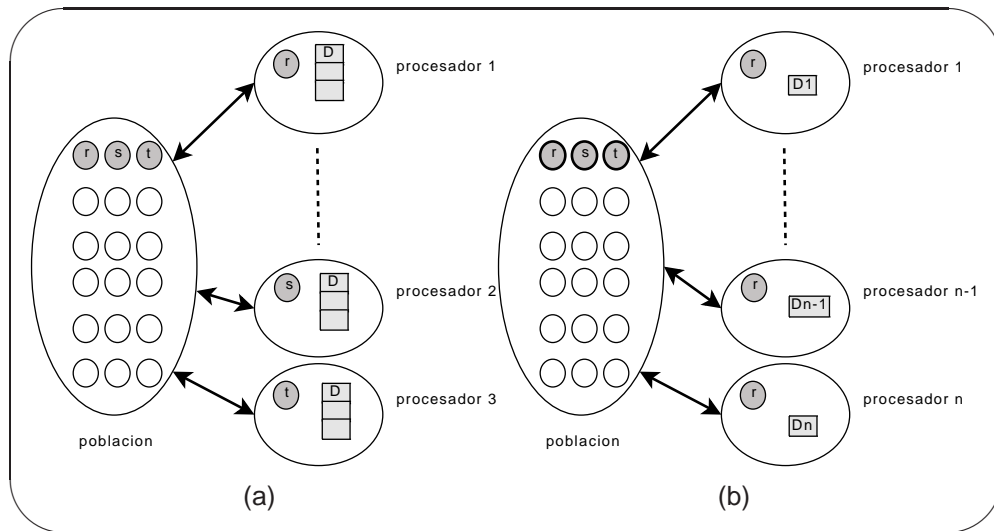 r
D
procesador 1
r s t
s
D
procesador 2
t
D
procesador 3
poblacion
(a)
r
D1
procesador 1
r s t
r
Dn-1
procesador n-1
r
Dn
procesador n
poblacion
(b)